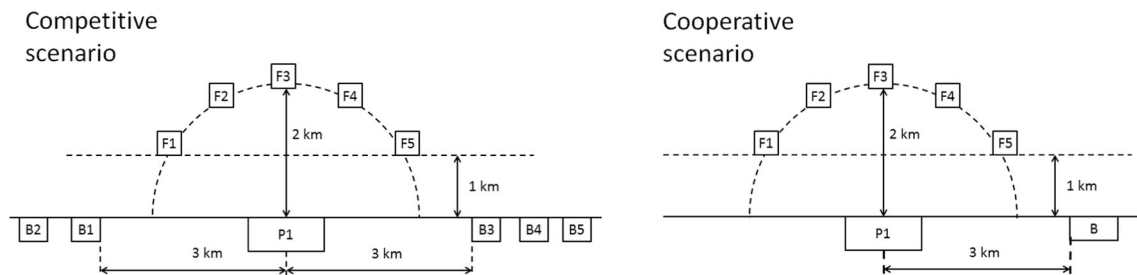 Competitive
scenario
F3
F2
F4
F1
2 km
F5
1 km
B2
B1
P1
B3
B4
B5
3 km
3 km
Cooperative
scenario
F3
F2
F4
F1
2 km
F5
1 km
P1
B
3 km